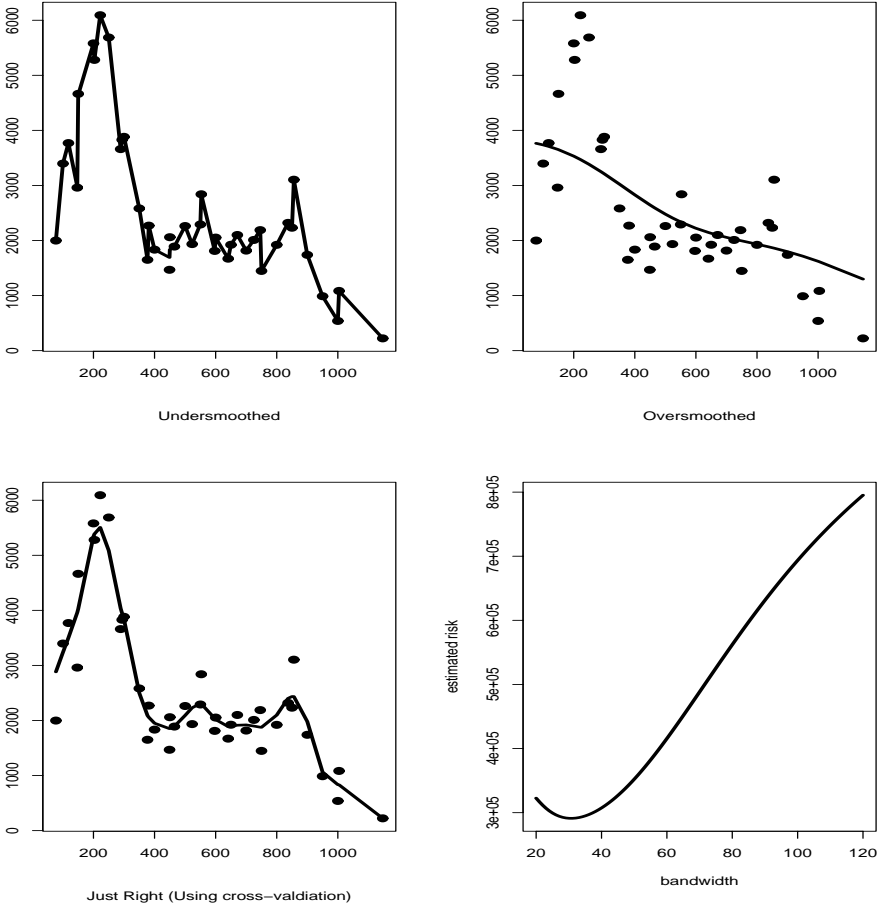 0 1000 2000 3000 4000 5000 6000
200 400 600 800 1000
Undersmoothed
0 1000 2000 3000 4000 5000 6000
200 400 600 800 1000
Oversmoothed
0 1000 2000 3000 4000 5000 6000
200 400 600 800 1000
Just Right (Using cross−valdiation)
estimated risk
3e+05 4e+05 5e+05 6e+05 7e+05 8e+05
20 40 60 80 100 120
bandwidth